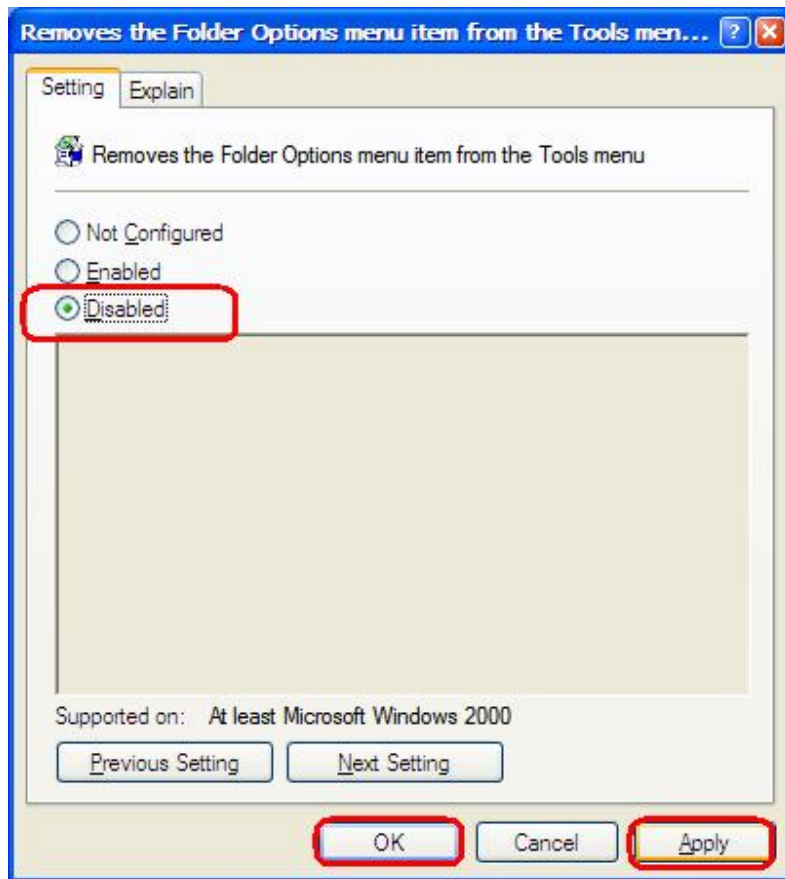 Removes the Folder Options menu item from the Tools men...
Setting Explain
Removes the Folder Options menu item from the Tools menu
Not Configured
Enabled
Disabled
Supported on: At least Microsoft Windows 2000
Previous Setting Next Setting
OK Cancel Apply